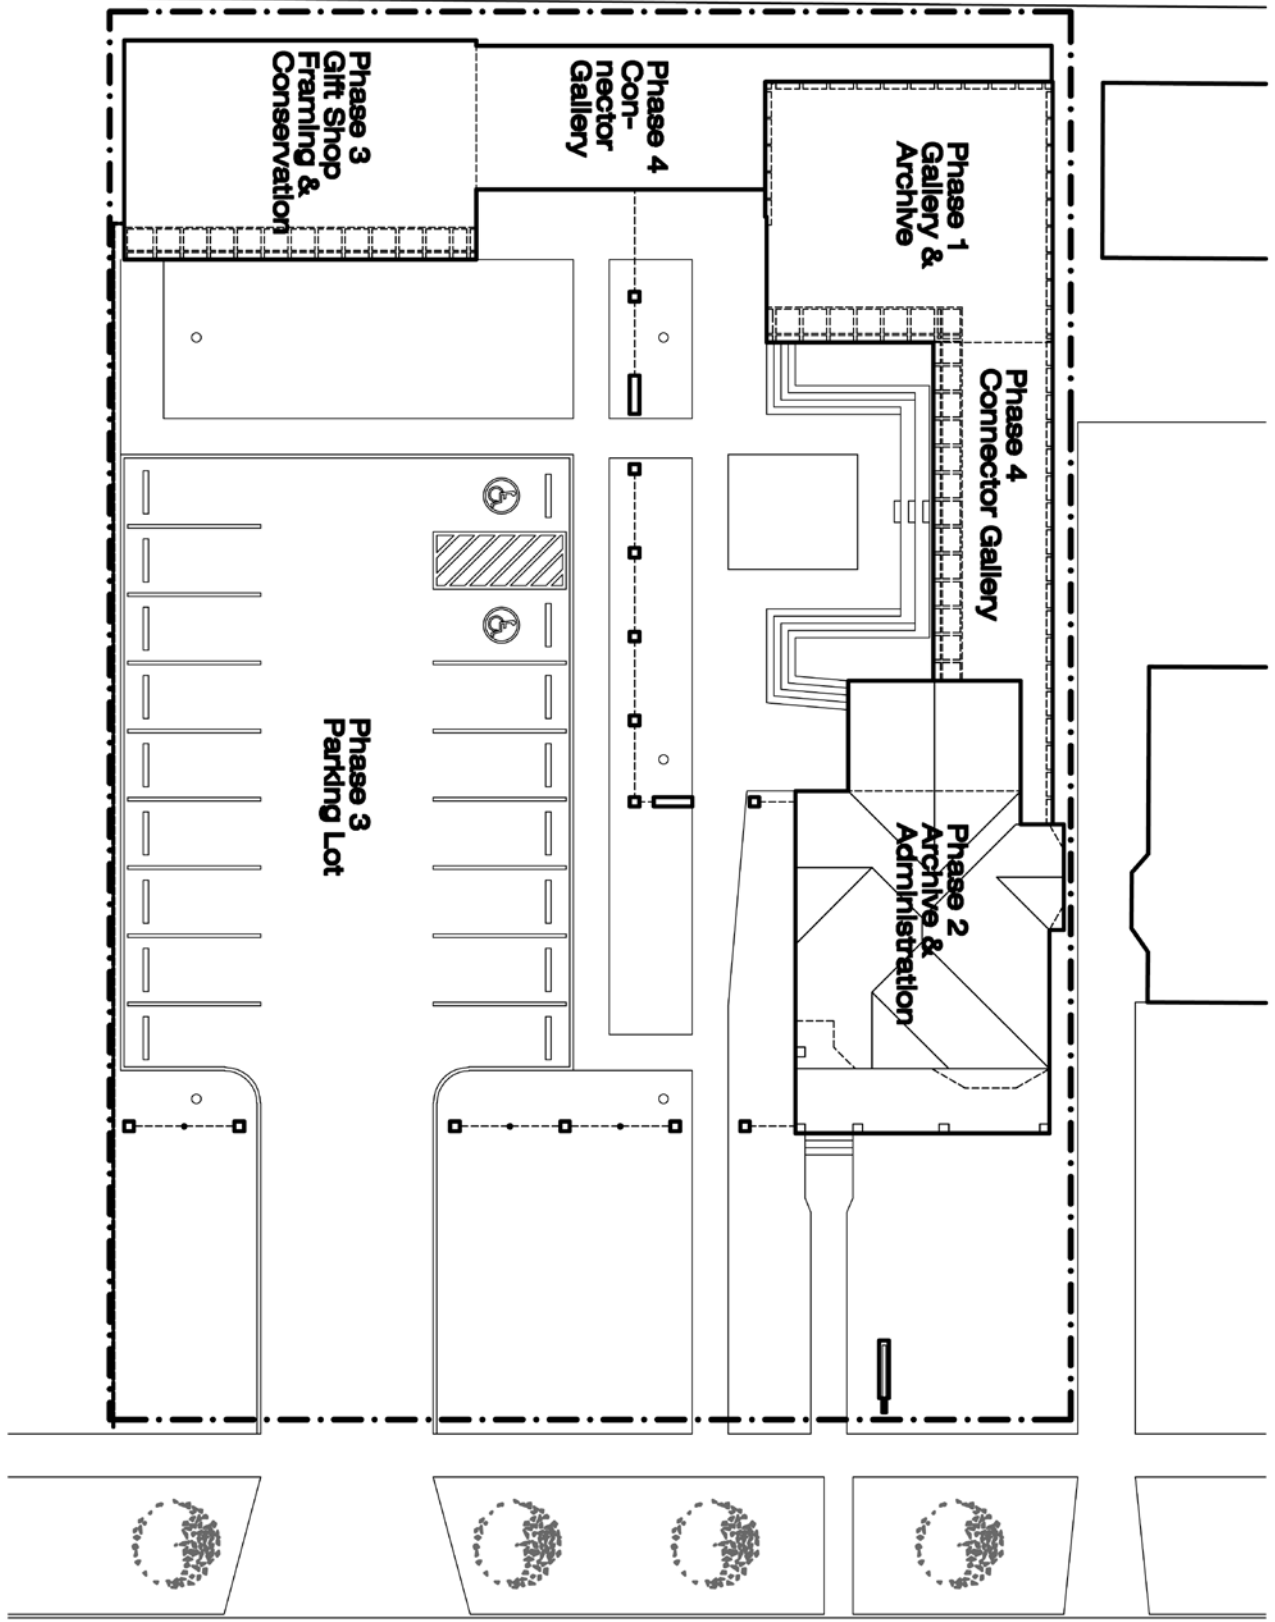 Phase 3
Gift Shop
Framing &
Conservation
Phase 4
Con-
nector
Gallery
Phase 1
Gallery &
Archive
Phase 4
Connector Gallery
Phase 3
Parking Lot
Phase 2
Archive &
Administration